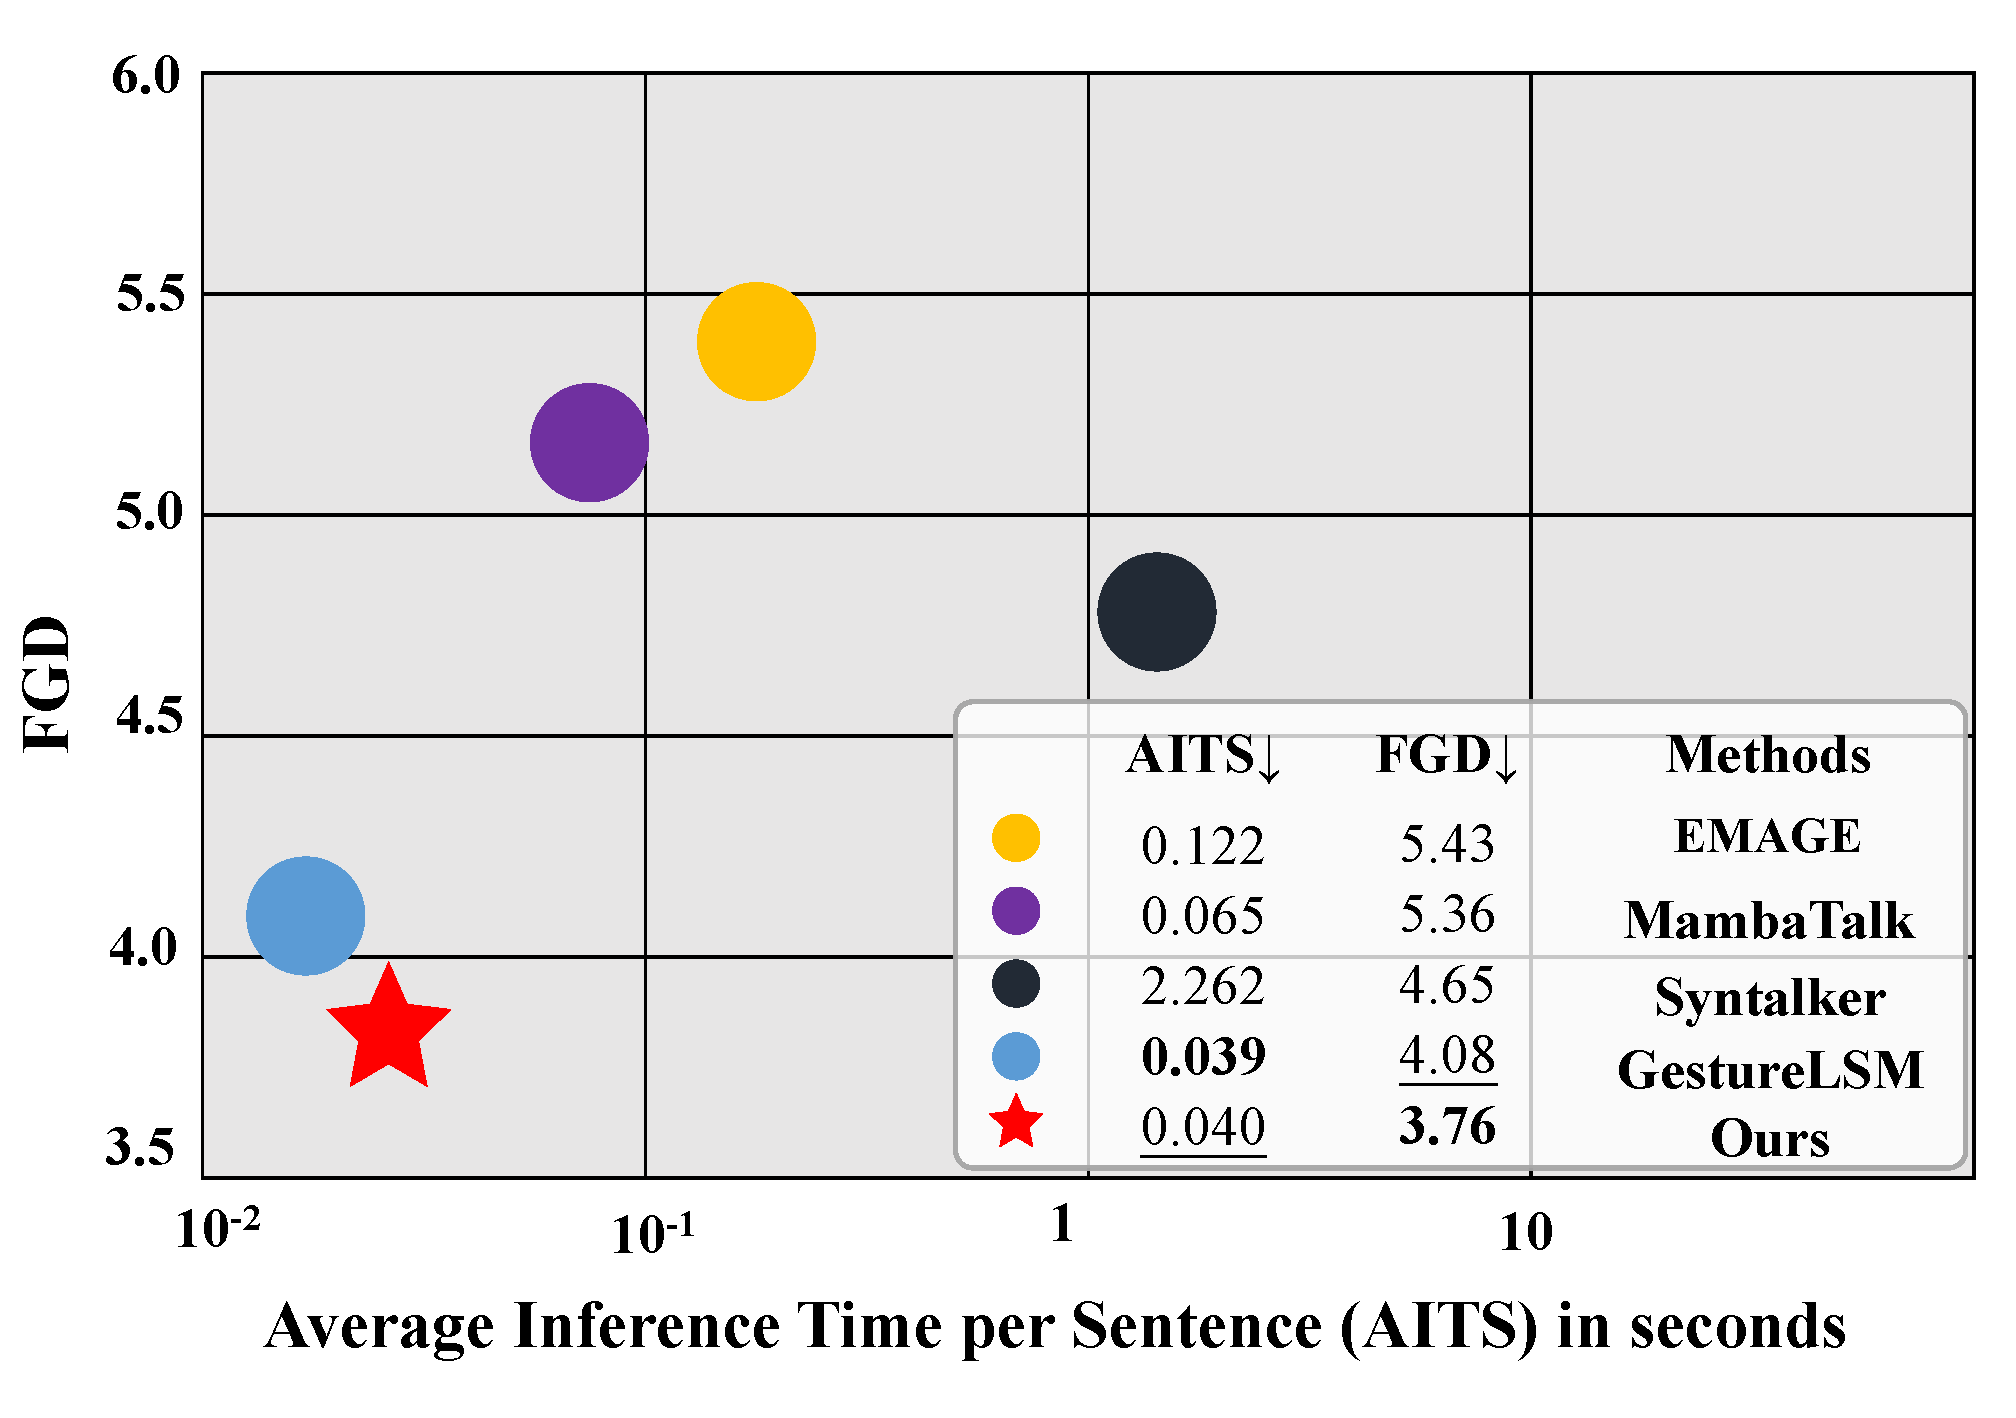 6.0
5.5
5.0
4.5
4.0
3.5
FGD
AITS↓ FGD↓ Methods
0.122 5.43 EMAGE
0.065 5.36 MambaTalk
2.262 4.65 Syntalker
0.039 4.08 GestureLSM
0.040 3.76 Ours
10⁻² 10⁻¹ 1 10
Average Inference Time per Sentence (AITS) in seconds